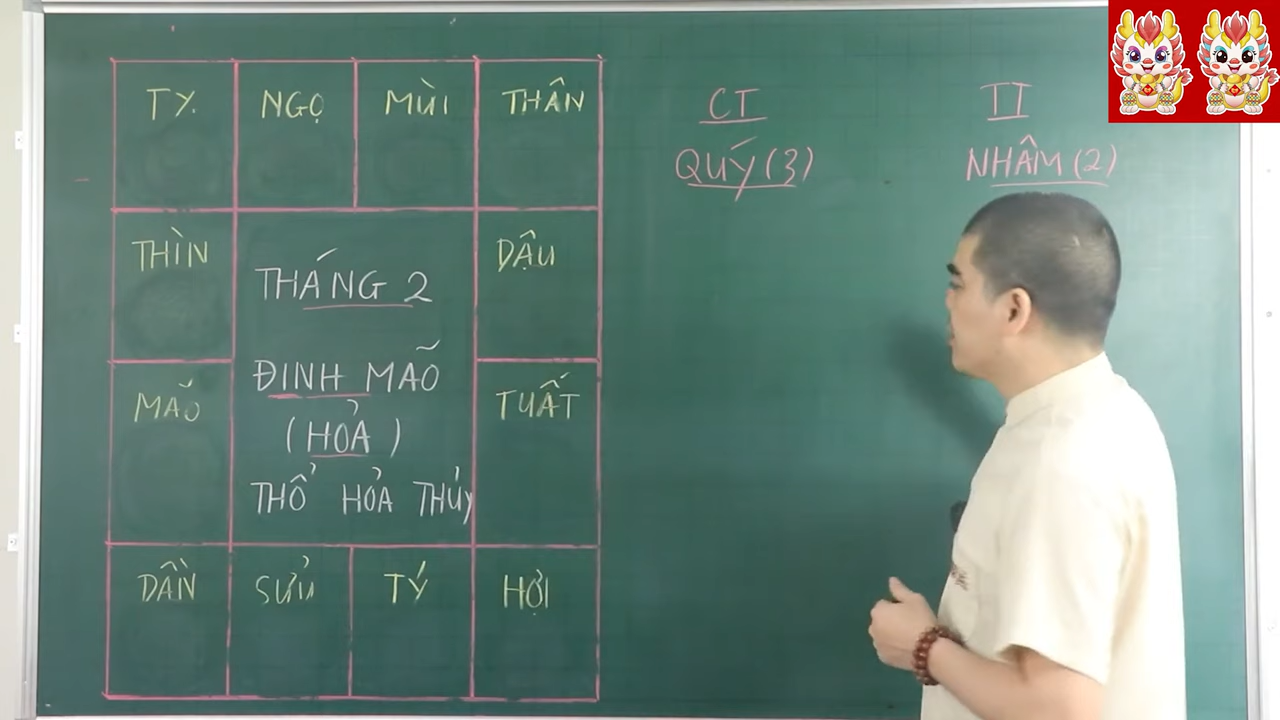 TỴ NGỌ MÙI THÂN
THÌN
DẬU
MÃO
TUẤT
DẦN SỬU TÝ HỢI
THÁNG 2
ĐINH MÃO
(HỎA)
THỔ HỎA THỦY
CI
QUÝ (3)
II
NHÂM (2)